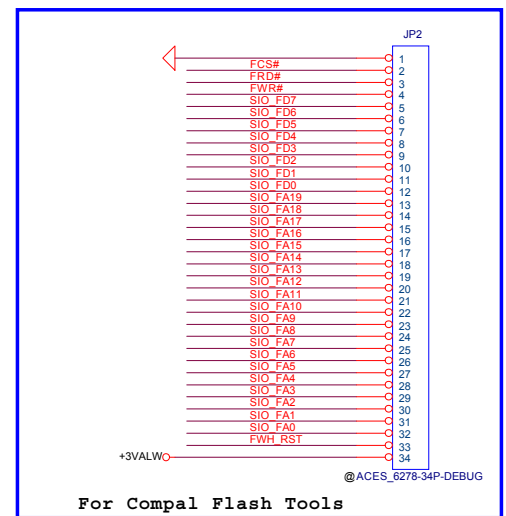 JP2
1
FCS# 2
FRD# 3
FWR# 4
SIO_FD7 5
SIO_FD6 6
SIO_FD5 7
SIO_FD4 8
SIO_FD3 9
SIO_FD2 10
SIO_FD1 11
SIO_FD0 12
SIO_FA19 13
SIO_FA18 14
SIO_FA17 15
SIO_FA16 16
SIO_FA15 17
SIO_FA14 18
SIO_FA13 19
SIO_FA12 20
SIO_FA11 21
SIO_FA10 22
SIO_FA9 23
SIO_FA8 24
SIO_FA7 25
SIO_FA6 26
SIO_FA5 27
SIO_FA4 28
SIO_FA3 29
SIO_FA2 30
SIO_FA1 31
SIO_FA0 32
FWH_RST 33
+3VALW 34
@ACES_6278-34P-DEBUG
For Compal Flash Tools